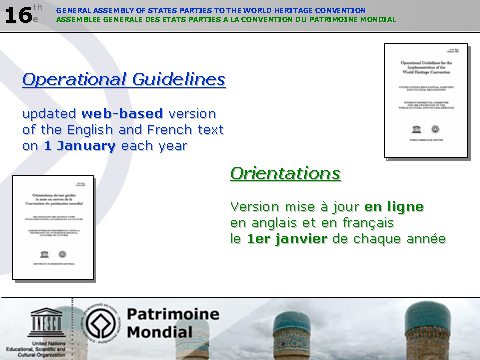 16th
e
GENERAL ASSEMBLY OF STATES PARTIES TO THE WORLD HERITAGE CONVENTION
ASSEMBLEE GENERALE DES ETATS PARTIES A LA CONVENTION DU PATRIMOINE MONDIAL
Operational Guidelines
updated web-based version
of the English and French text
on 1 January each year
Operational Guidelines for the
Implementation of the
World Heritage Convention
WORLD HERITAGE CENTRE
Orientations
Version mise à jour en ligne
en anglais et en français
le 1er janvier de chaque année
Orientations devant guider
la mise en oeuvre de la
Convention du patrimoine mondial
United Nations
Educational, Scientific and
Cultural Organization
Patrimoine
Mondial